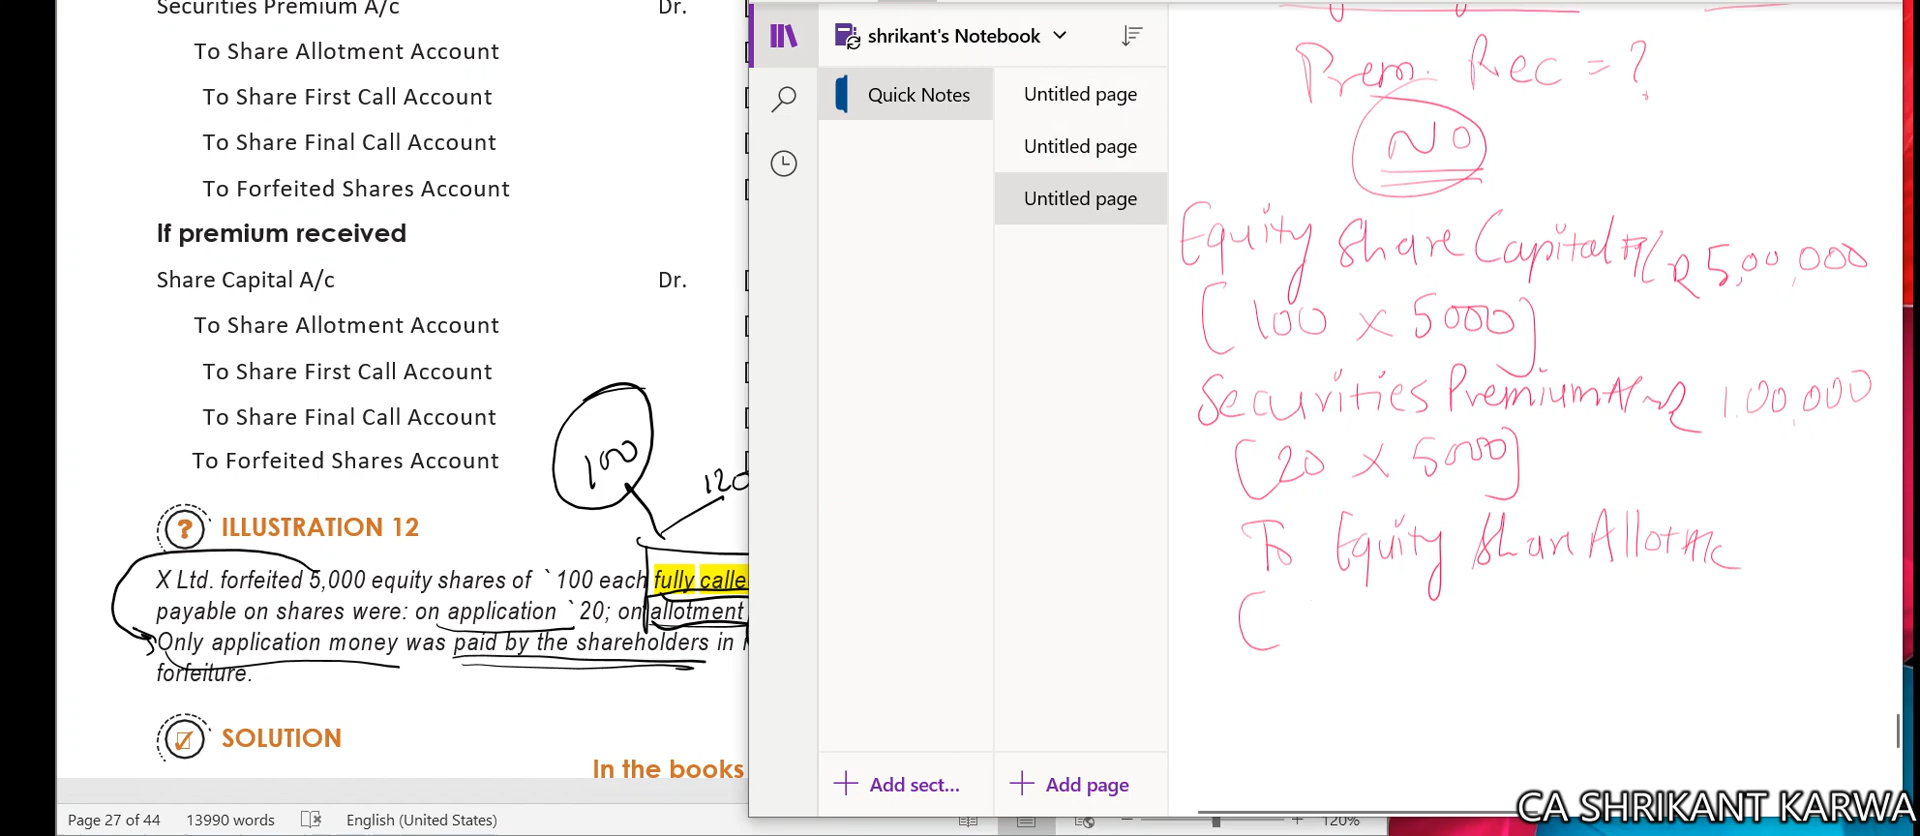 Securities Premium A/c Dr.
To Share Allotment Account
To Share First Call Account
To Share Final Call Account
To Forfeited Shares Account
If premium received
Share Capital A/c Dr.
To Share Allotment Account
To Share First Call Account
To Share Final Call Account
To Forfeited Shares Account
100
120
? ILLUSTRATION 12
X Ltd. forfeited 5,000 equity shares of `100 each fully calle
payable on shares were: on application `20; on allotment
Only application money was paid by the shareholders in
forfeiture.
SOLUTION
In the books
Page 27 of 44 13990 words English (United States)
shrikant's Notebook
Quick Notes
Untitled page
Untitled page
Untitled page
Add sect...
Add page
Prem. Rec = ?
NO
Equity Share Capital A/c Dr 5,00,000
[100 x 5000]
Securities Premium A/c Dr 1,00,000
[20 x 5000]
To Equity Share Allot A/c
(
120%
CA SHRIKANT KARWA